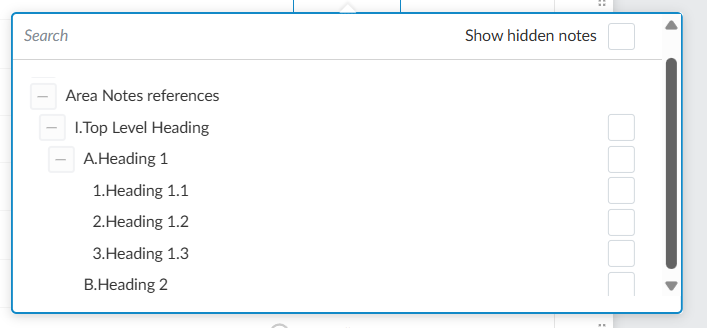 Search Show hidden notes
Area Notes references
I.Top Level Heading
A.Heading 1
1.Heading 1.1
2.Heading 1.2
3.Heading 1.3
B.Heading 2